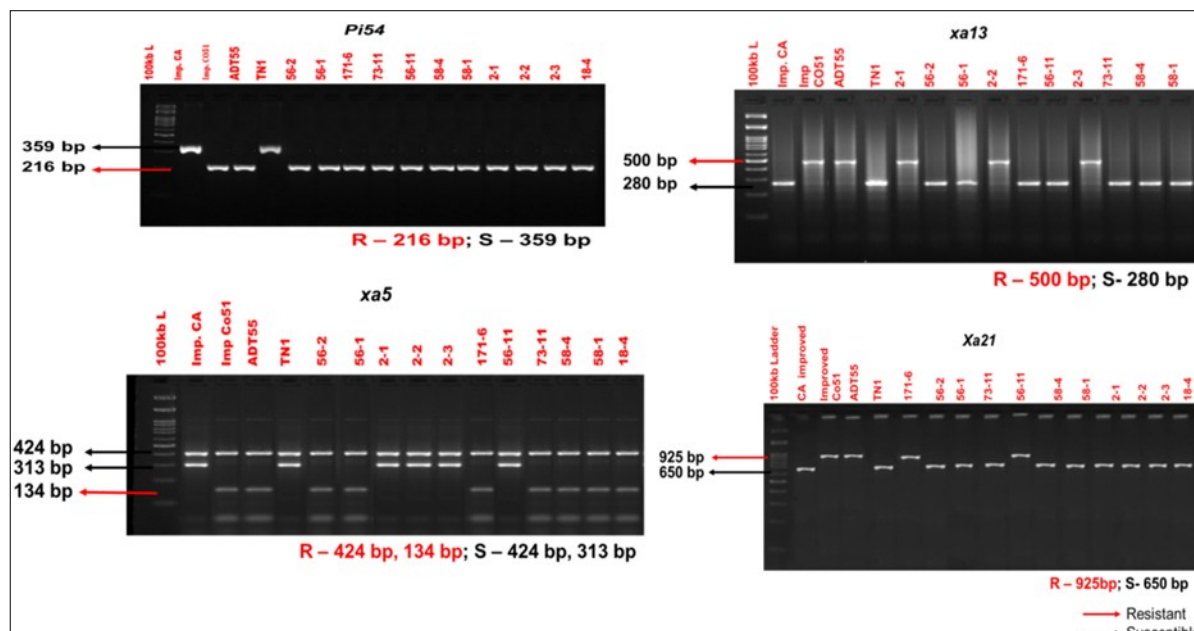 Pi54
100kb L
Imp. CA
Imp. CO51
ADT55
TN1
56-2
56-1
171-6
73-11
56-11
58-4
58-1
2-1
2-2
2-3
18-4
359 bp
216 bp
R – 216 bp; S – 359 bp
xa13
100kb L
Imp. CA
Imp
CO51
ADT55
TN1
2-1
56-2
56-1
2-2
171-6
56-11
2-3
73-11
58-4
58-1
500 bp
280 bp
R – 500 bp; S- 280 bp
xa5
100kb L
Imp. CA
Imp Co51
ADT55
TN1
56-2
56-1
2-1
2-2
2-3
171-6
56-11
73-11
58-4
58-1
18-4
424 bp
313 bp
134 bp
R – 424 bp, 134 bp; S – 424 bp, 313 bp
Xa21
100kb Ladder
CA improved
Improved
Co51
ADT55
TN1
171-6
56-2
56-1
73-11
56-11
58-4
58-1
2-1
2-2
2-3
18-4
925 bp
650 bp
R – 925bp; S- 650 bp
Resistant